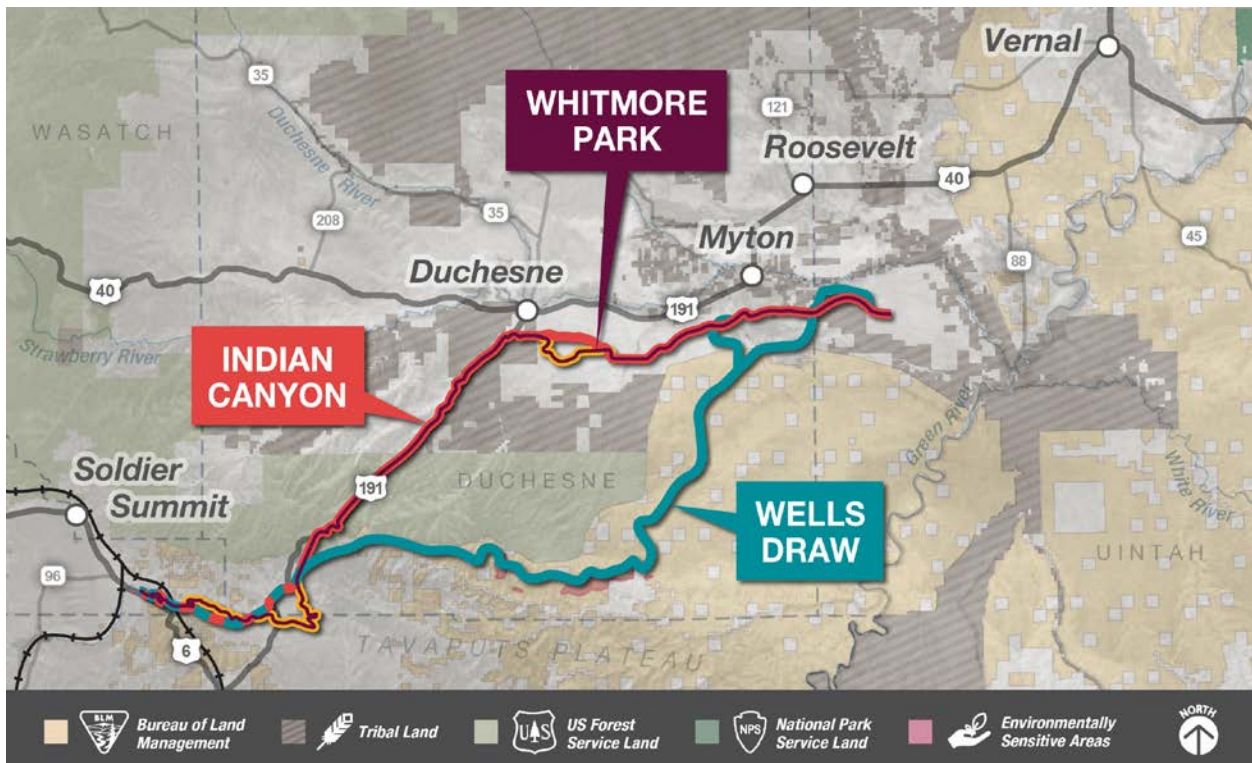 Vernal
WHITMORE
PARK
35
121
WASATCH
Duchesne
River
Roosevelt
40
208
35
Myton
45
88
Duchesne
40
191
Strawberry River
INDIAN
CANYON
Green River
White River
Soldier
Summit
191
DUCHESNE
WELLS
DRAW
UINTAH
96
6
TAVAPUTS PLATEAU
BLM
Bureau of Land
Management
Tribal Land
U S
US Forest
Service Land
NPS
National Park
Service Land
Environmentally
Sensitive Areas
NORTH